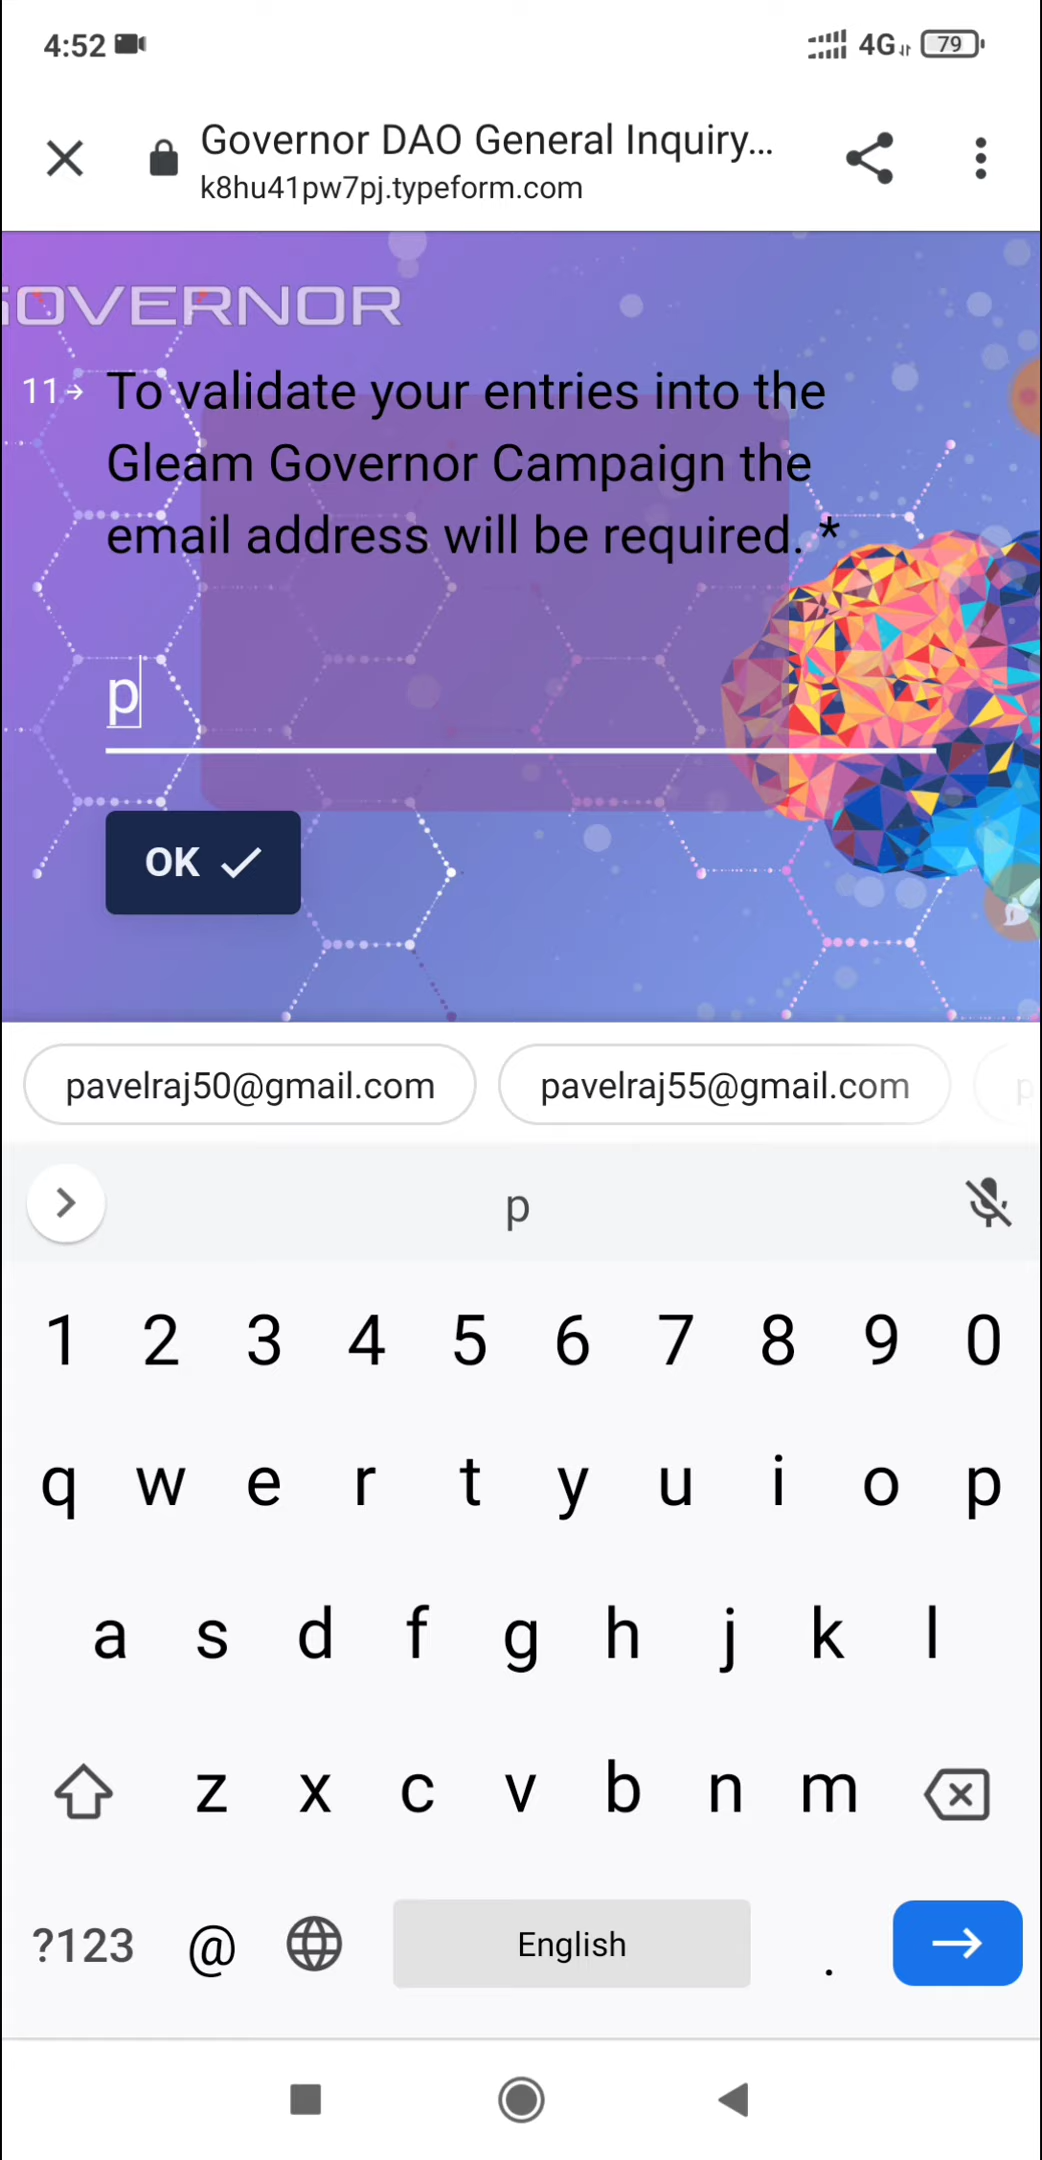 4:52 4G 79
Governor DAO General Inquiry...
k8hu41pw7pj.typeform.com
GOVERNOR
11 To validate your entries into the
Gleam Governor Campaign the
email address will be required. *
p
OK
pavelraj50@gmail.com pavelraj55@gmail.com p
p
1 2 3 4 5 6 7 8 9 0
q w e r t y u i o p
a s d f g h j k l
z x c v b n m
?123 @ English .